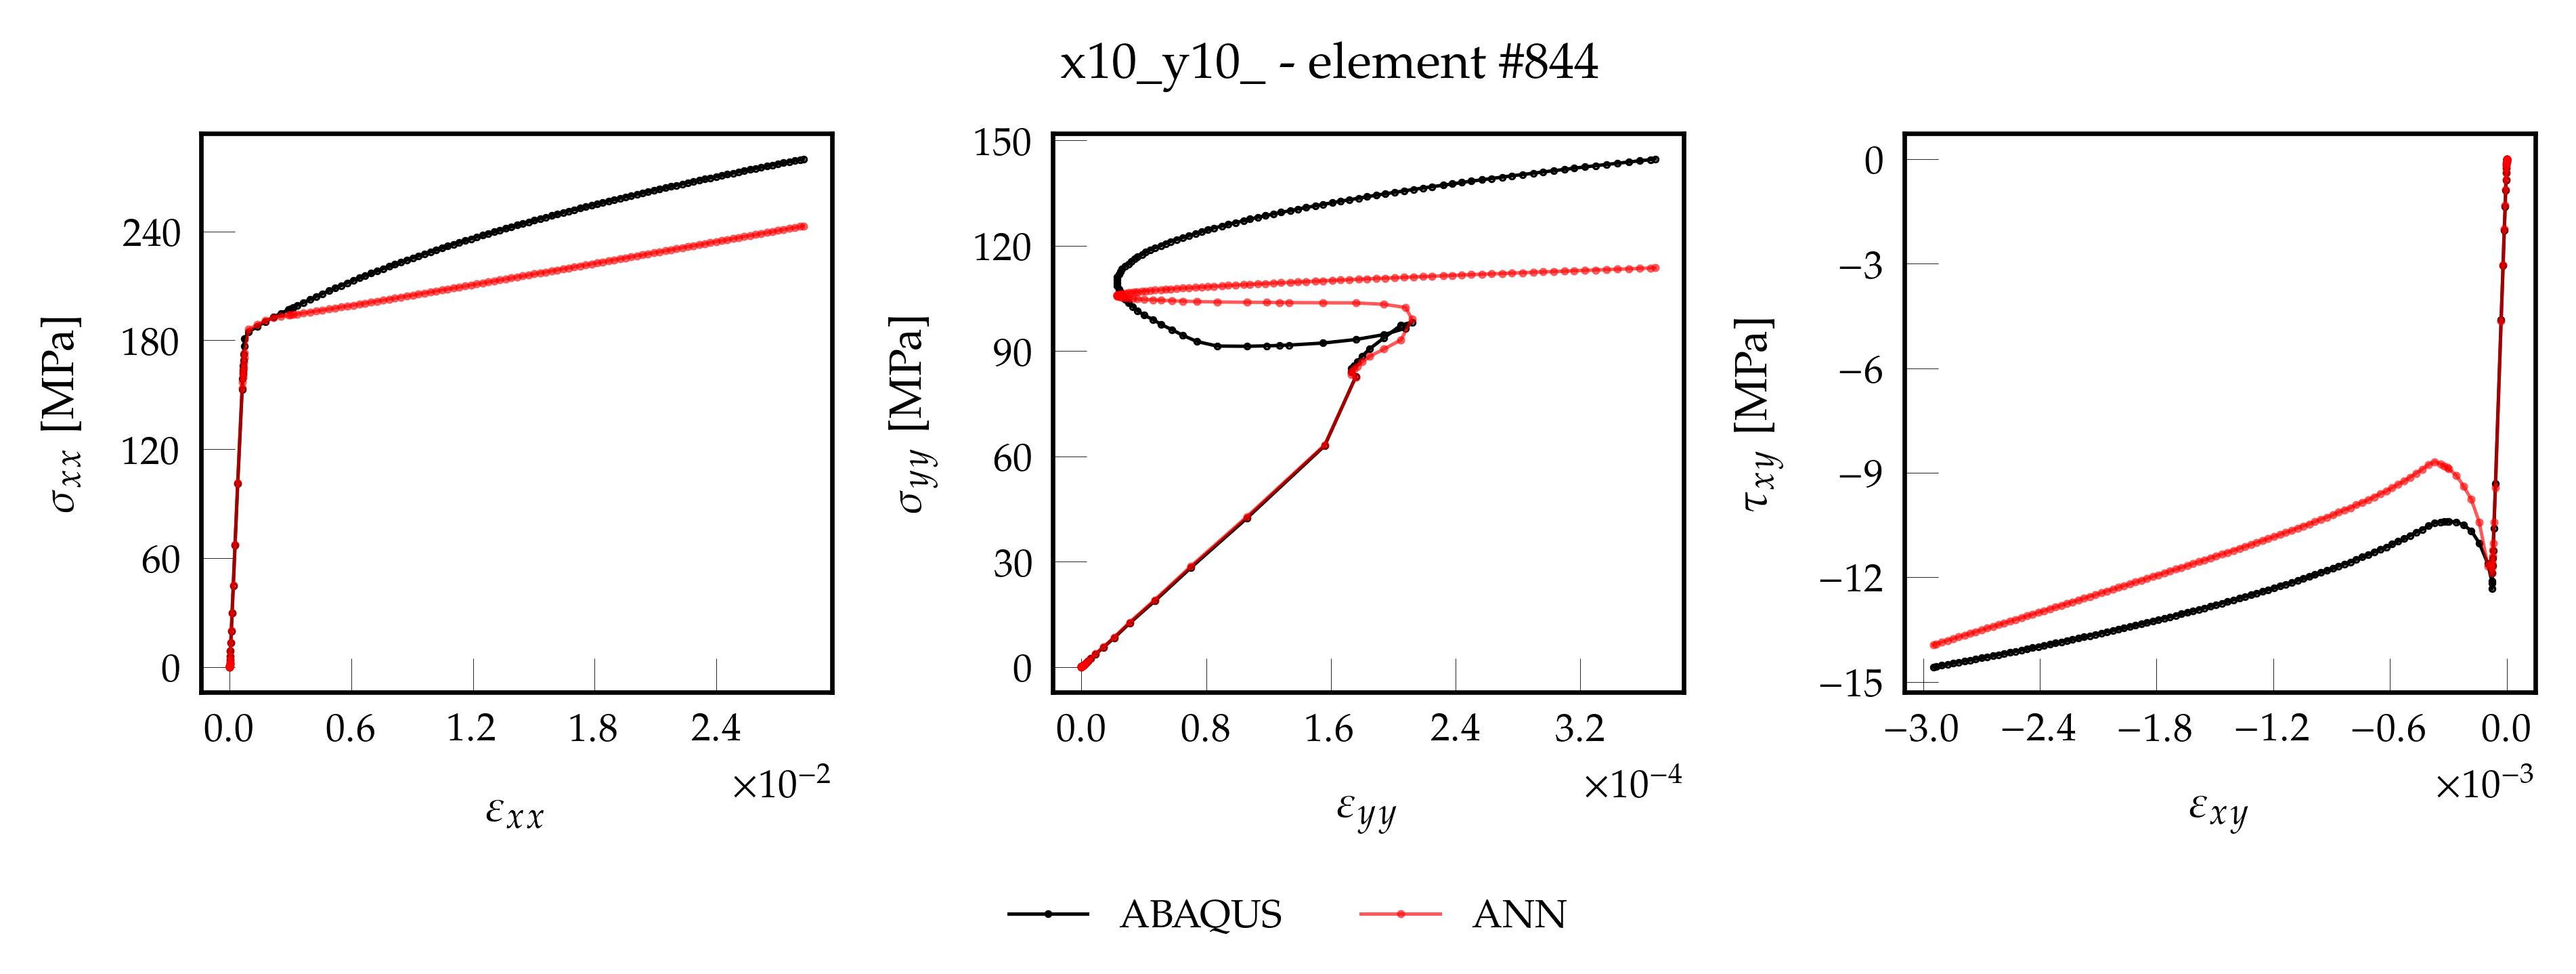 x10_y10_ - element #844
σxx [MPa]
240
180
120
60
0
0.0 0.6 1.2 1.8 2.4
×10−2
εxx
σyy [MPa]
150
120
90
60
30
0
0.0 0.8 1.6 2.4 3.2
×10−4
εyy
τxy [MPa]
0
−3
−6
−9
−12
−15
−3.0 −2.4 −1.8 −1.2 −0.6 0.0
×10−3
εxy
ABAQUS ANN